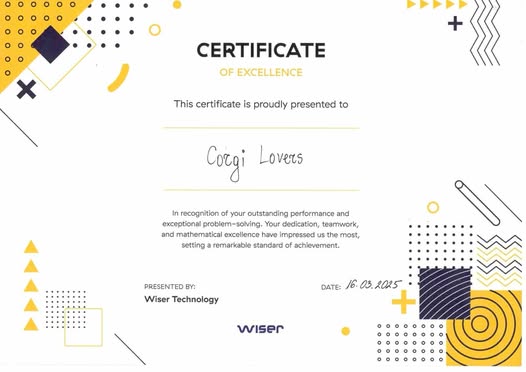 CERTIFICATE
OF EXCELLENCE
This certificate is proudly presented to
Corgi Lovers
In recognition of your outstanding performance and
exceptional problem-solving. Your dedication, teamwork,
and mathematical excellence have impressed us the most,
setting a remarkable standard of achievement.
PRESENTED BY:
Wiser Technology
DATE: 16.03.2025
wiser